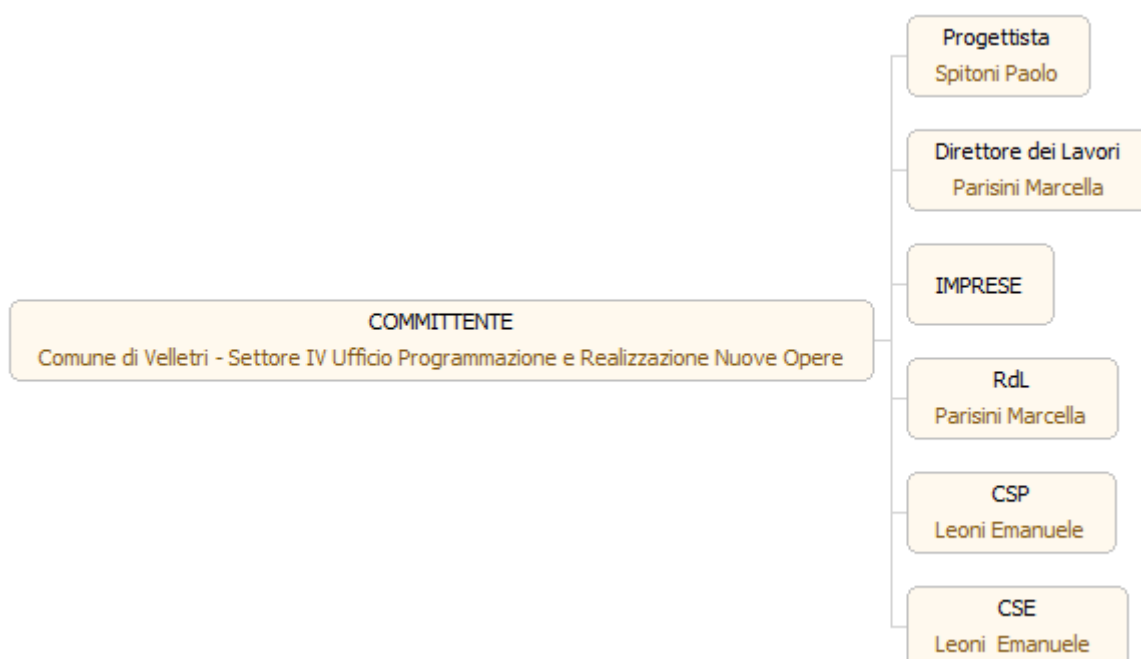 Progettista
Spitoni Paolo
Direttore dei Lavori
Parisini Marcella
IMPRESE
COMMITTENTE
Comune di Velletri - Settore IV Ufficio Programmazione e Realizzazione Nuove Opere
RdL
Parisini Marcella
CSP
Leoni Emanuele
CSE
Leoni  Emanuele